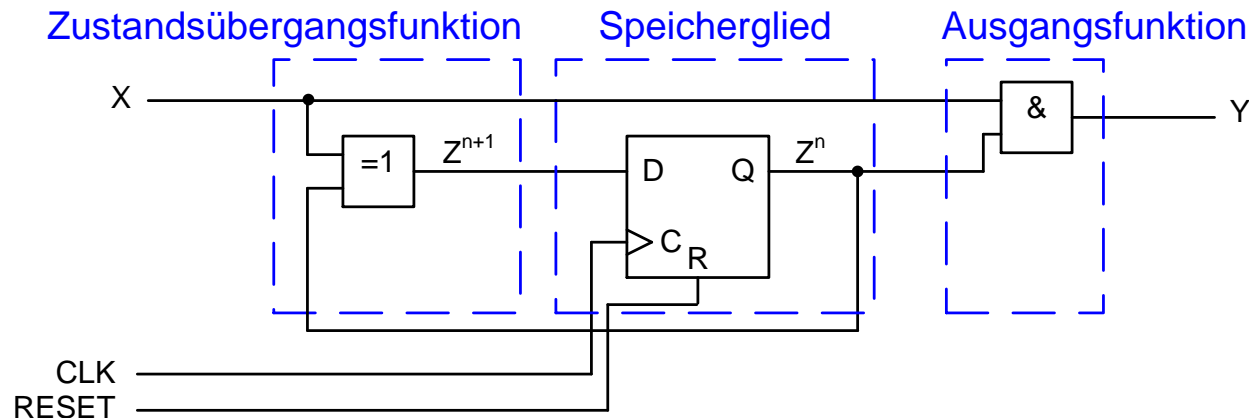 Zustandsübergangsfunktion Speicherglied Ausgangsfunktion
X
&
Y
=1
Z^{n+1}
D
Q
Z^{n}
C
R
CLK
RESET